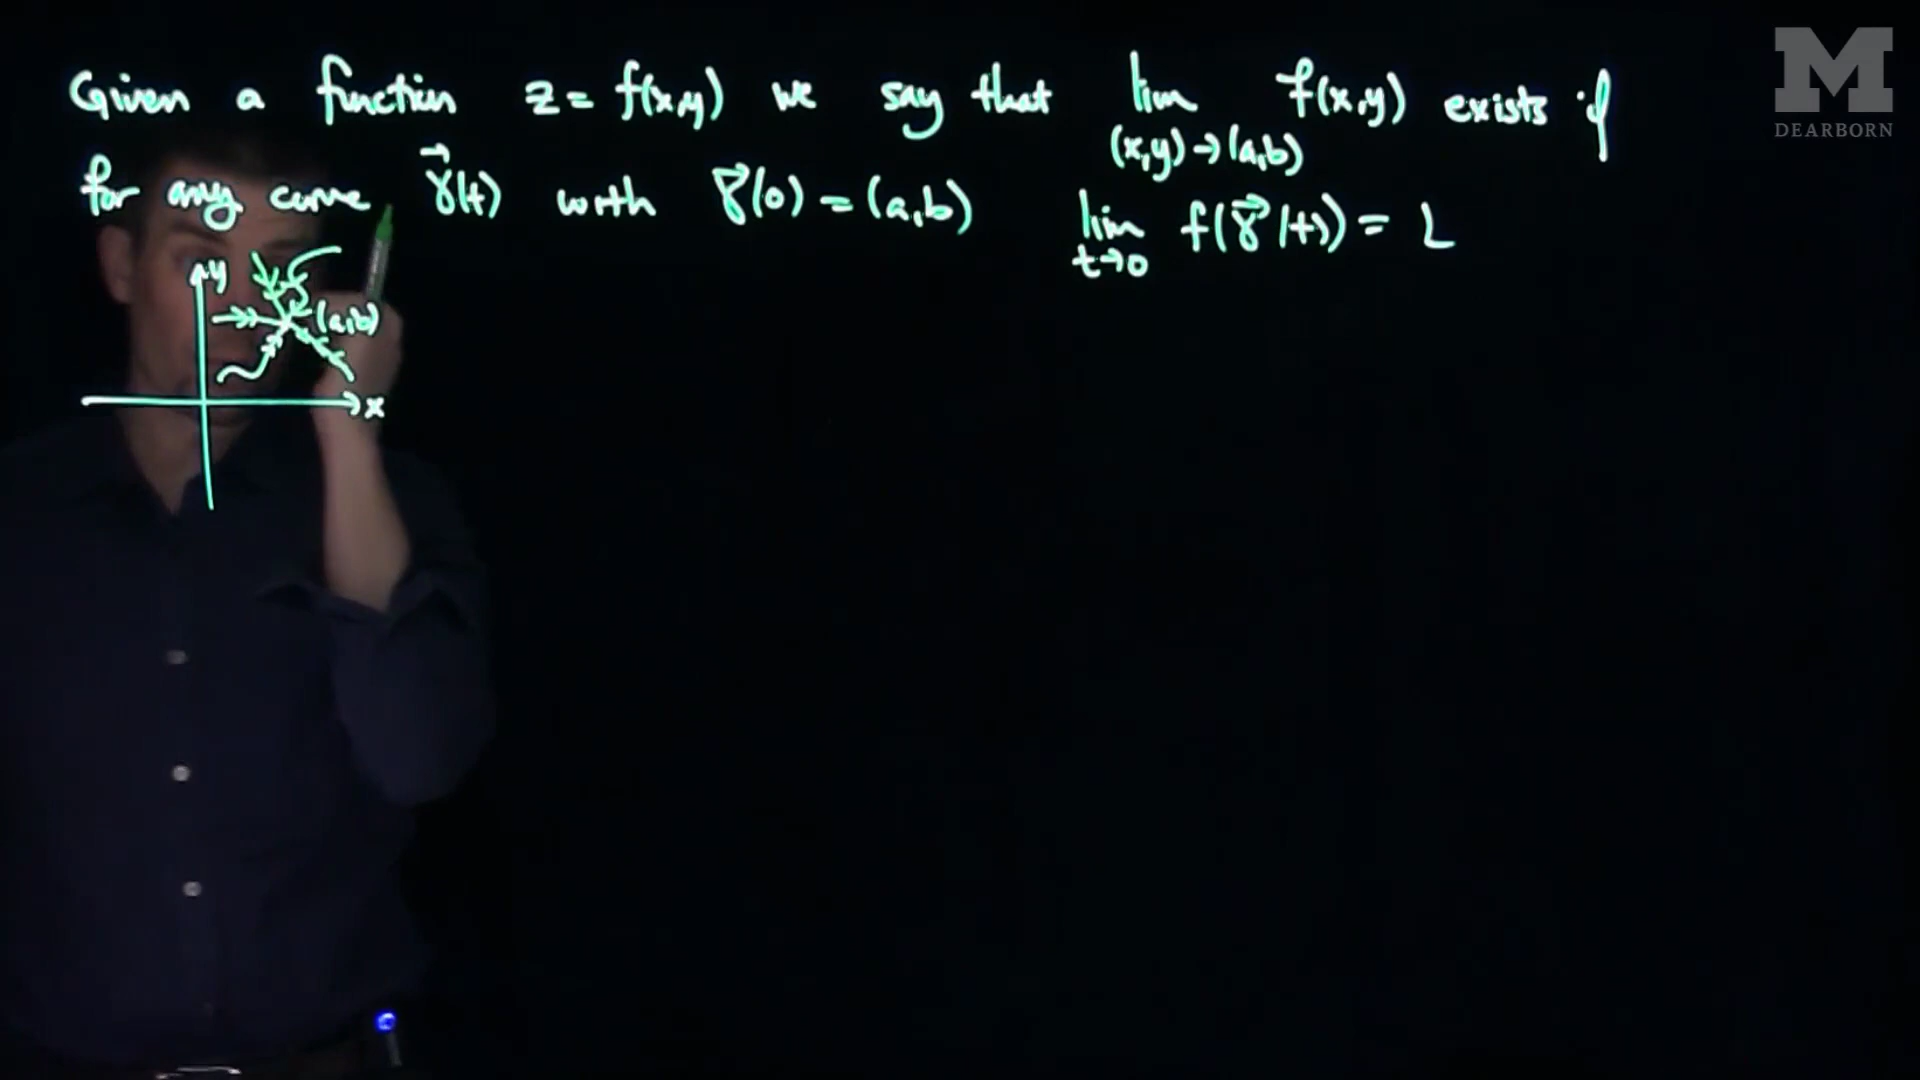 Given a function z = f(x,y) we say that lim f(x,y) exists if
(x,y)→(a,b)
for any curve γ⃗(t) with γ⃗(0) = (a,b) lim f(γ⃗(t)) = L
t→0
y
(a,b)
x
M
DEARBORN